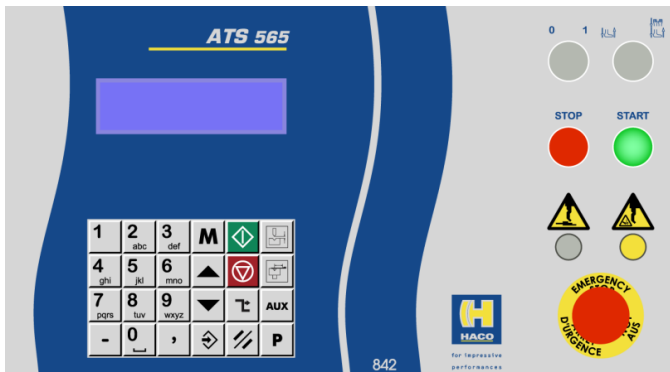 ATS 565
0 1
STOP START
1 2 abc 3 def M
4 ghi 5 jkl 6 mno
7 pqrs 8 tuv 9 wxyz AUX
- 0 , P
HACO
for impressive
performances
842
EMERGENCY
D'URGENCE
AUS